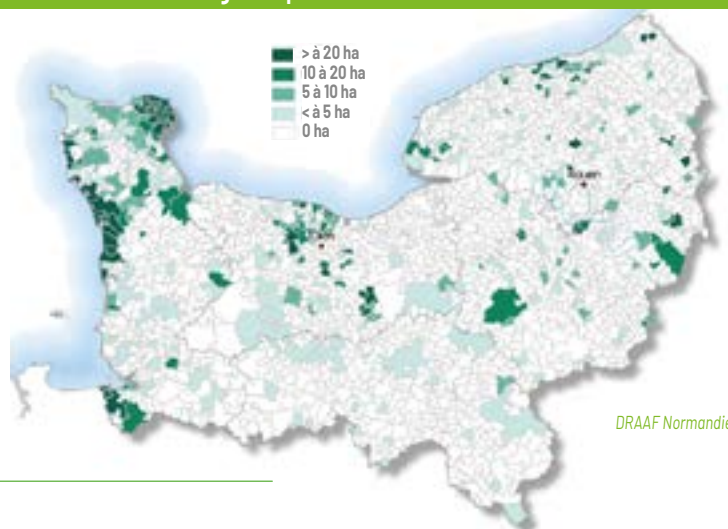 > à 20 ha
10 à 20 ha
5 à 10 ha
< à 5 ha
0 ha
Rouen
DRAAF Normandie